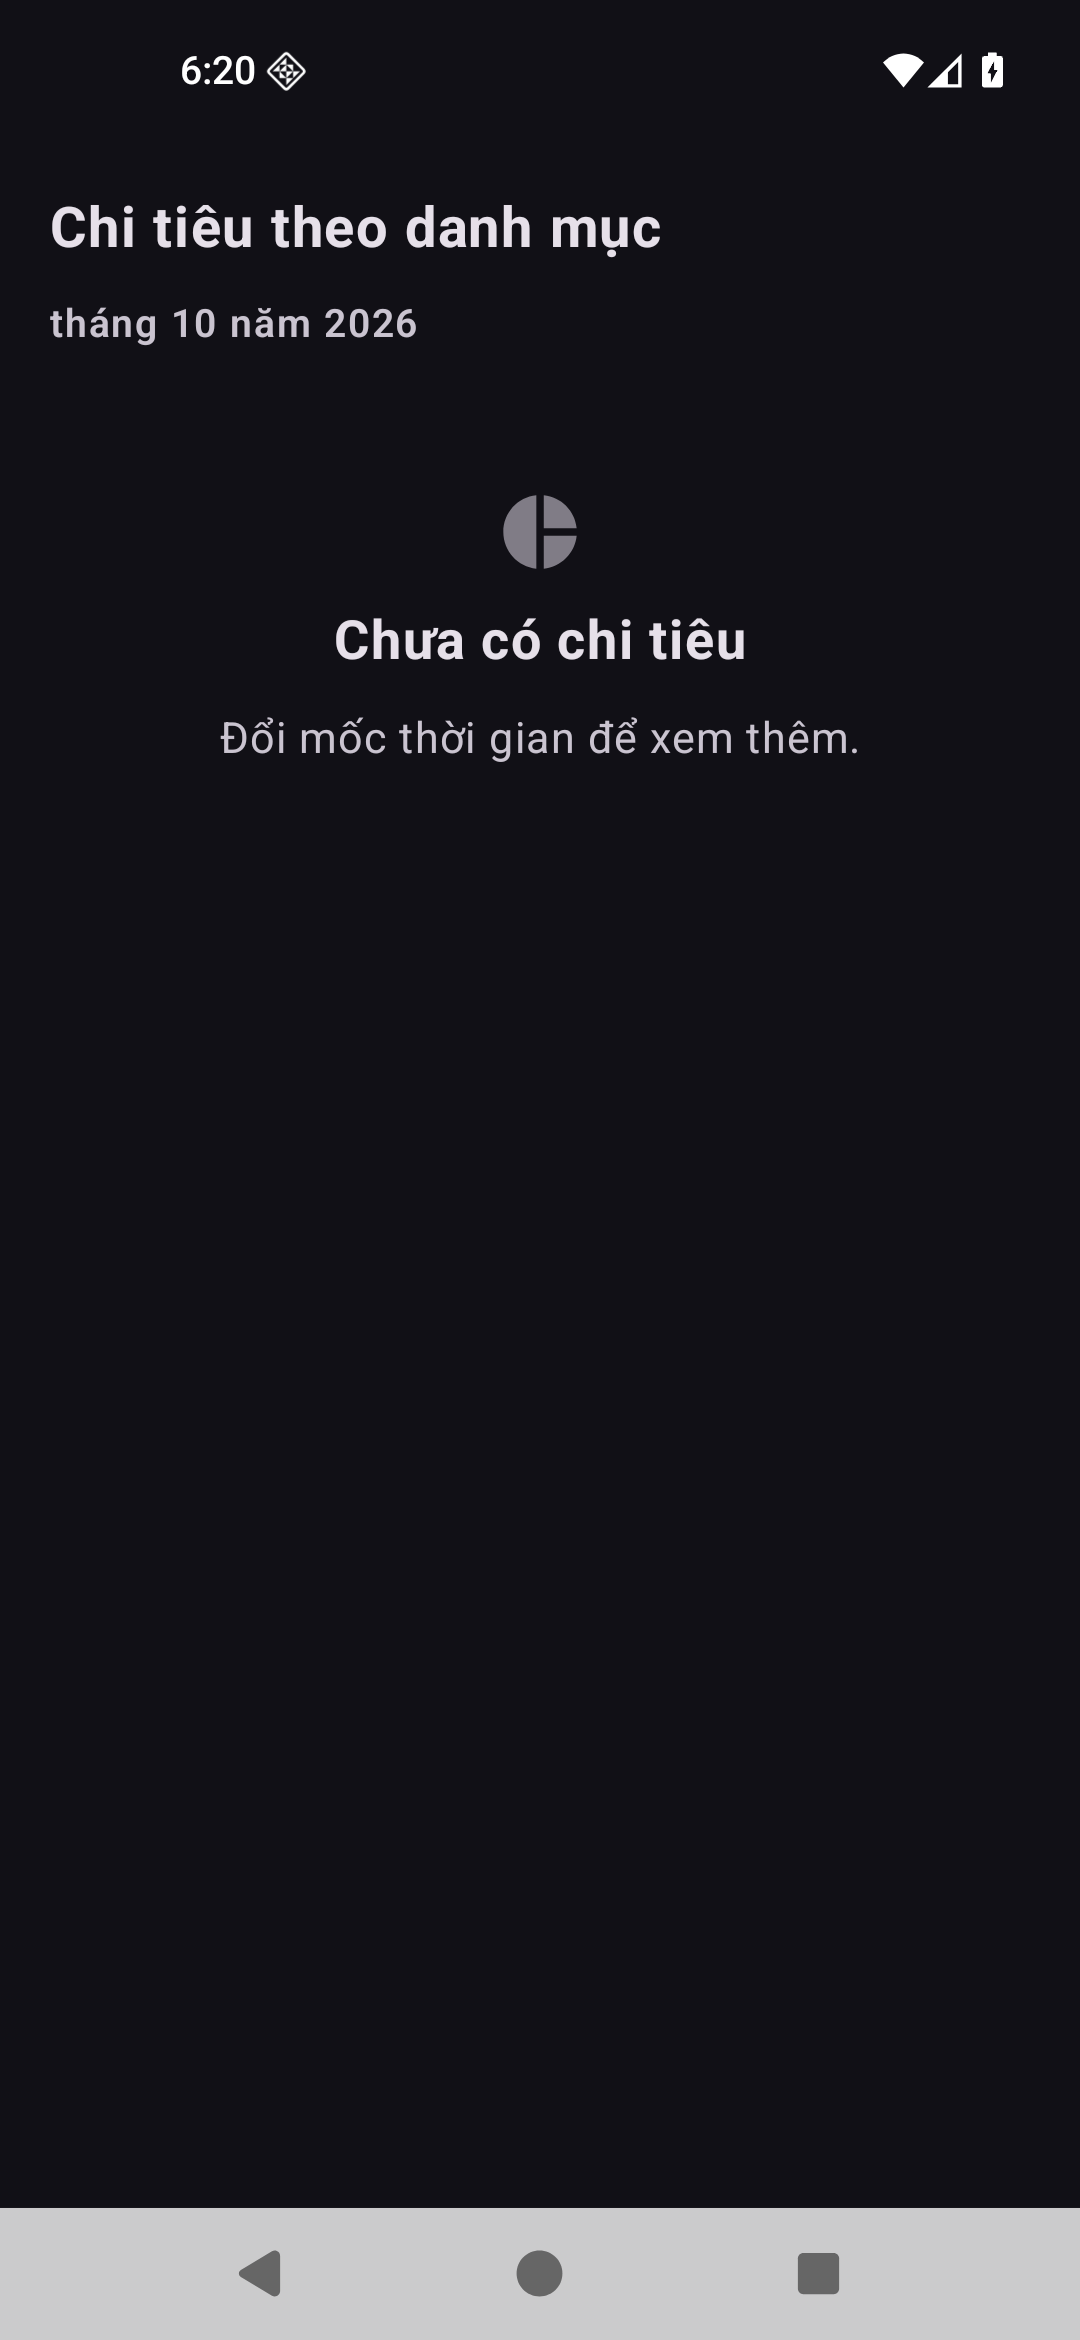 6:20
Chi tiêu theo danh mục
tháng 10 năm 2026
Chưa có chi tiêu
Đổi mốc thời gian để xem thêm.